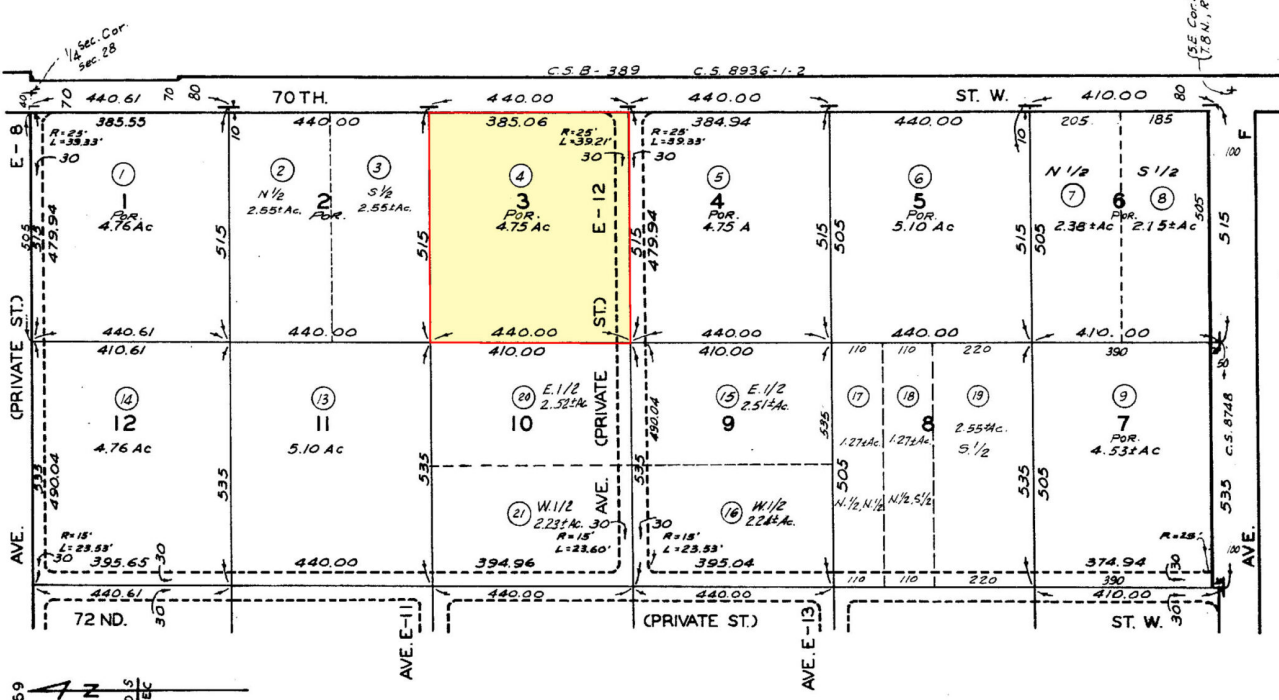 1/4 Sec. Cor.
Sec. 28
(S.E. Cor.
T.8 N., R
C.S. B - 389 C.S. 8936-1-2
40
70
440.61
70
80
70 TH.
440.00
440.00
ST. W.
410.00
80
E - 8
385.55
10
440.00
385.06
384.94
440.00
10
205
185
F
R=25'
L=39.33'
30
R=25'
L=39.21'
30
R=25'
L=39.33'
30
100
1
1
POR.
4.76 Ac
2
N 1/2
2.55±Ac.
2
POR.
3
S 1/2
2.55±Ac.
4
3
POR.
4.75 Ac
E - 12
5
4
POR.
4.75 A
6
5
POR.
5.10 Ac
N 1/2
7
2.38±Ac
6
POR.
S 1/2
8
2.15±Ac
505
505
515
479.94
515
515
515
479.94
515
505
515
505
515
(PRIVATE ST.)
440.61
440.00
440.00
440.00
440.00
410.00
ST.)
410.61
410.00
410.00
110
110
220
390
50
14
12
4.76 Ac
13
11
5.10 Ac
20
E. 1/2
2.52±Ac.
10
(PRIVATE
15
E. 1/2
2.51±Ac.
9
17
1.27±Ac.
N. 1/2, N. 1/2
18
1.27±Ac.
N. 1/2, S 1/2
8
19
2.55±Ac.
S. 1/2
9
7
POR.
4.53±Ac
C.S. 8748
490.04
535
490.04
535
535
535
490.04
535
505
535
505
535
21
W. 1/2
2.23±Ac.
AVE.
30
16
W. 1/2
2.24±Ac.
30
AVE.
R=15'
L=23.53'
30
R=15'
L=23.60'
R=15'
L=23.53'
R=25'
100
AVE.
395.65
30
440.00
394.96
395.04
374.94
30
440.61
440.00
440.00
110
110
220
390
410.00
72 ND.
30
AVE. E-11
(PRIVATE ST.)
AVE. E-13
ST. W.
30
N